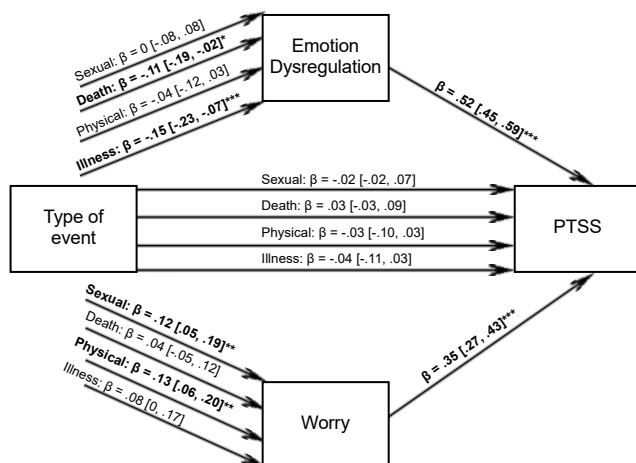 Sexual: β = 0 [-.08, .08]
Death: β = -.11 [-.19, -.02]*
Physical: β = -.04 [-.12, .03]
Illness: β = -.15 [-.23, -.07]***
Emotion
Dysregulation
β = .52 [.45, .59]***
Type of
event
Sexual: β = -.02 [-.02, .07]
Death: β = .03 [-.03, .09]
Physical: β = -.03 [-.10, .03]
Illness: β = -.04 [-.11, .03]
PTSS
Sexual: β = .12 [.05, .19]**
Death: β = .04 [-.05, .12]
Physical: β = .13 [.06, .20]**
Illness: β = .08 [0, .17]
Worry
β = .35 [.27, .43]***